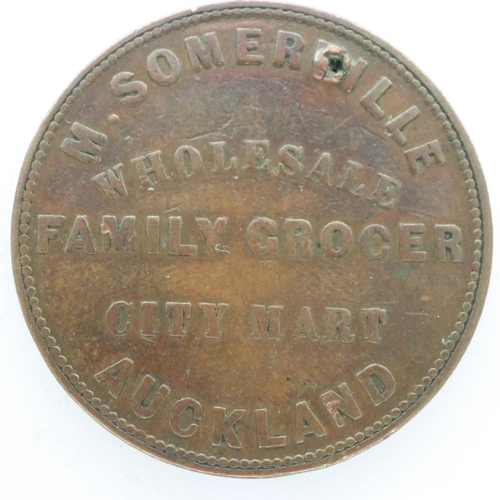 M. SOMERVILLE
WHOLESALE
FAMILY GROCER
CITY MART
AUCKLAND